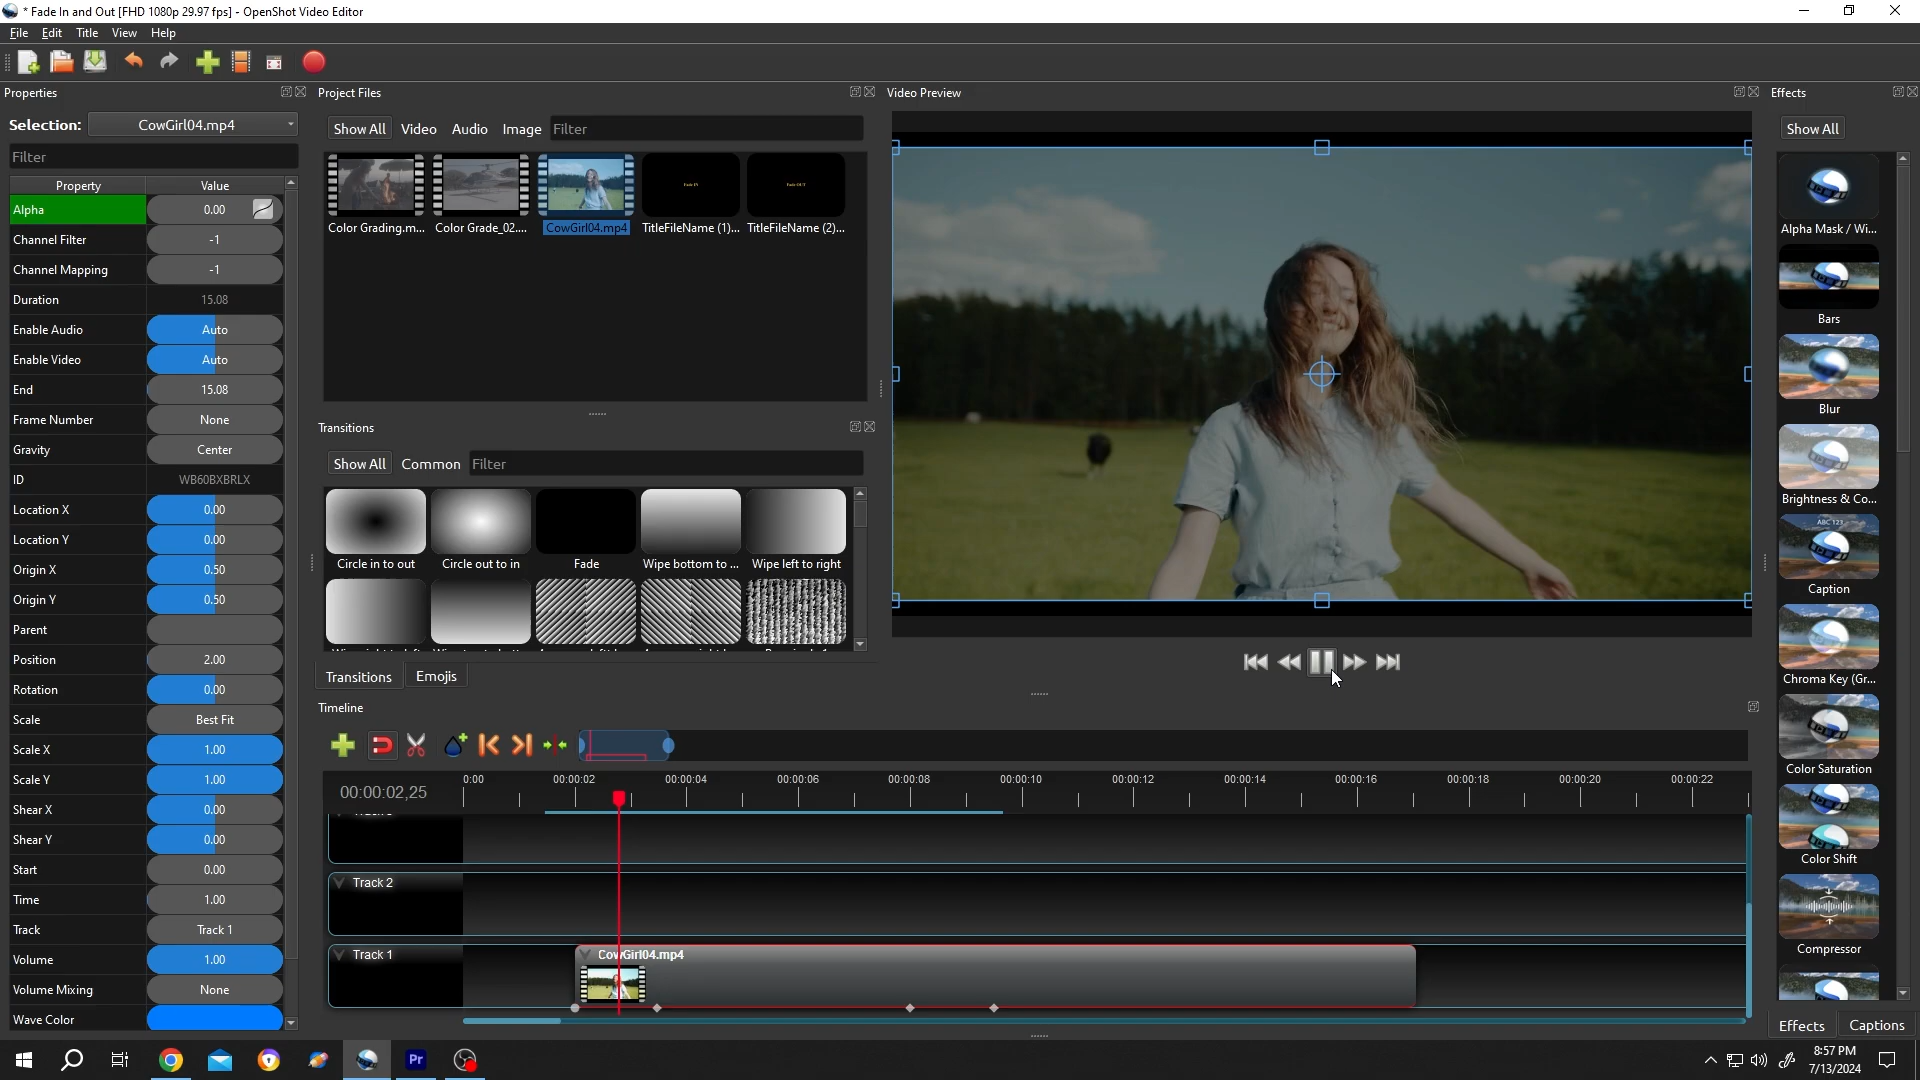 * Fade In and Out [FHD 1080p 29.97 fps] - OpenShot Video Editor
File Edit Title View Help
Properties
Selection: CowGirl04.mp4
Filter
Property Value
Alpha 0.00
Channel Filter -1
Channel Mapping -1
Duration 15.08
Enable Audio Auto
Enable Video Auto
End 15.08
Frame Number None
Gravity Center
ID WB60BXBRLX
Location X 0.00
Location Y 0.00
Origin X 0.50
Origin Y 0.50
Parent
Position 2.00
Rotation 0.00
Scale Best Fit
Scale X 1.00
Scale Y 1.00
Shear X 0.00
Shear Y 0.00
Start 0.00
Time 1.00
Track Track 1
Volume 1.00
Volume Mixing None
Wave Color
Project Files
Show All Video Audio Image Filter
Fade IN Fade OUT
Color Grading.m... Color Grade_02.... CowGirl04.mp4 TitleFileName (1)... TitleFileName (2)...
Transitions
Show All Common Filter
Circle in to out Circle out to in Fade Wipe bottom to ... Wipe left to right
Transitions Emojis
Video Preview
Effects
Show All
Alpha Mask / Wi...
Bars
Blur
Brightness & Co...
ABC 123
Caption
Chroma Key (Gr...
Color Saturation
Color Shift
Compressor
Effects Captions
Timeline
00:00:02,25
0:00 00:00:02 00:00:04 00:00:06 00:00:08 00:00:10 00:00:12 00:00:14 00:00:16 00:00:18 00:00:20 00:00:22
Track 2
Track 1 CowGirl04.mp4
Pr
8:57 PM
7/13/2024